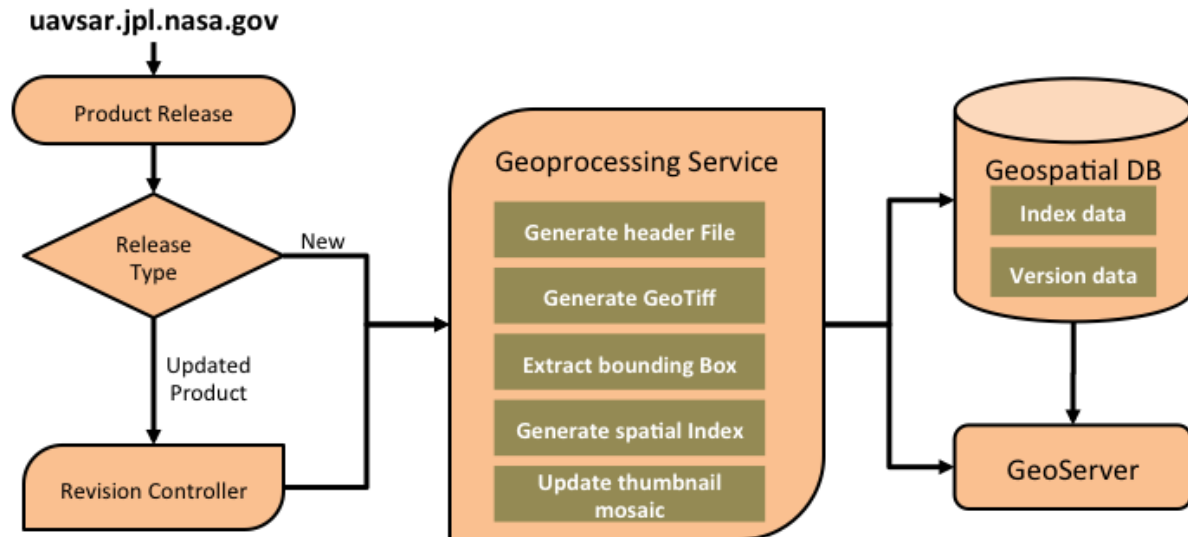 uavsar.jpl.nasa.gov
Product Release
Release
Type
New
Updated
Product
Revision Controller
Geoprocessing Service
Generate header File
Generate GeoTiff
Extract bounding Box
Generate spatial Index
Update thumbnail
mosaic
Geospatial DB
Index data
Version data
GeoServer